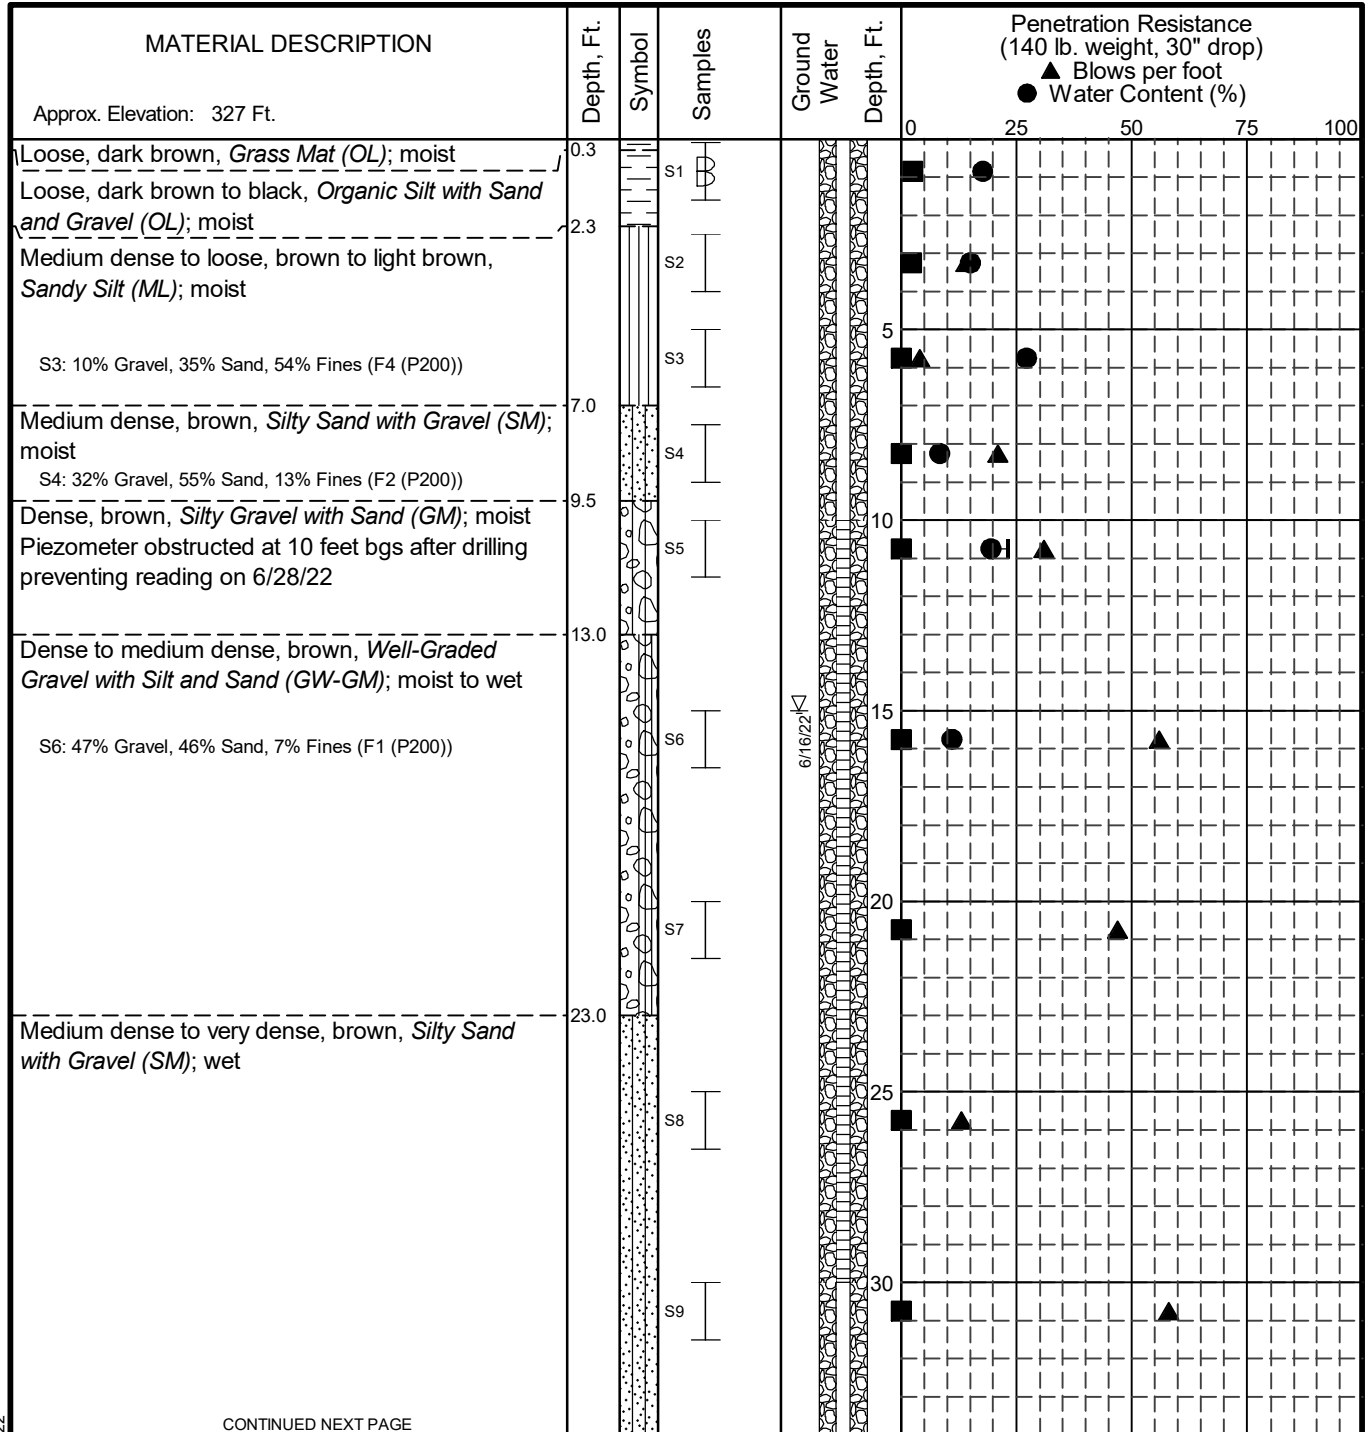 MATERIAL DESCRIPTION
Approx. Elevation: 327 Ft.
Depth, Ft.
Symbol
Samples
Ground
Water
Depth, Ft.
Penetration Resistance
(140 lb. weight, 30" drop)
▲ Blows per foot
● Water Content (%)
0 25 50 75 100
Loose, dark brown, Grass Mat (OL); moist
0.3
Loose, dark brown to black, Organic Silt with Sand
and Gravel (OL); moist
2.3
S1
Medium dense to loose, brown to light brown,
Sandy Silt (ML); moist
S2
5
S3: 10% Gravel, 35% Sand, 54% Fines (F4 (P200))
S3
7.0
Medium dense, brown, Silty Sand with Gravel (SM);
moist
S4: 32% Gravel, 55% Sand, 13% Fines (F2 (P200))
S4
9.5
Dense, brown, Silty Gravel with Sand (GM); moist
Piezometer obstructed at 10 feet bgs after drilling
preventing reading on 6/28/22
10
S5
13.0
Dense to medium dense, brown, Well-Graded
Gravel with Silt and Sand (GW-GM); moist to wet
15
S6: 47% Gravel, 46% Sand, 7% Fines (F1 (P200))
S6
6/16/22
20
S7
23.0
Medium dense to very dense, brown, Silty Sand
with Gravel (SM); wet
25
S8
30
S9
CONTINUED NEXT PAGE
22